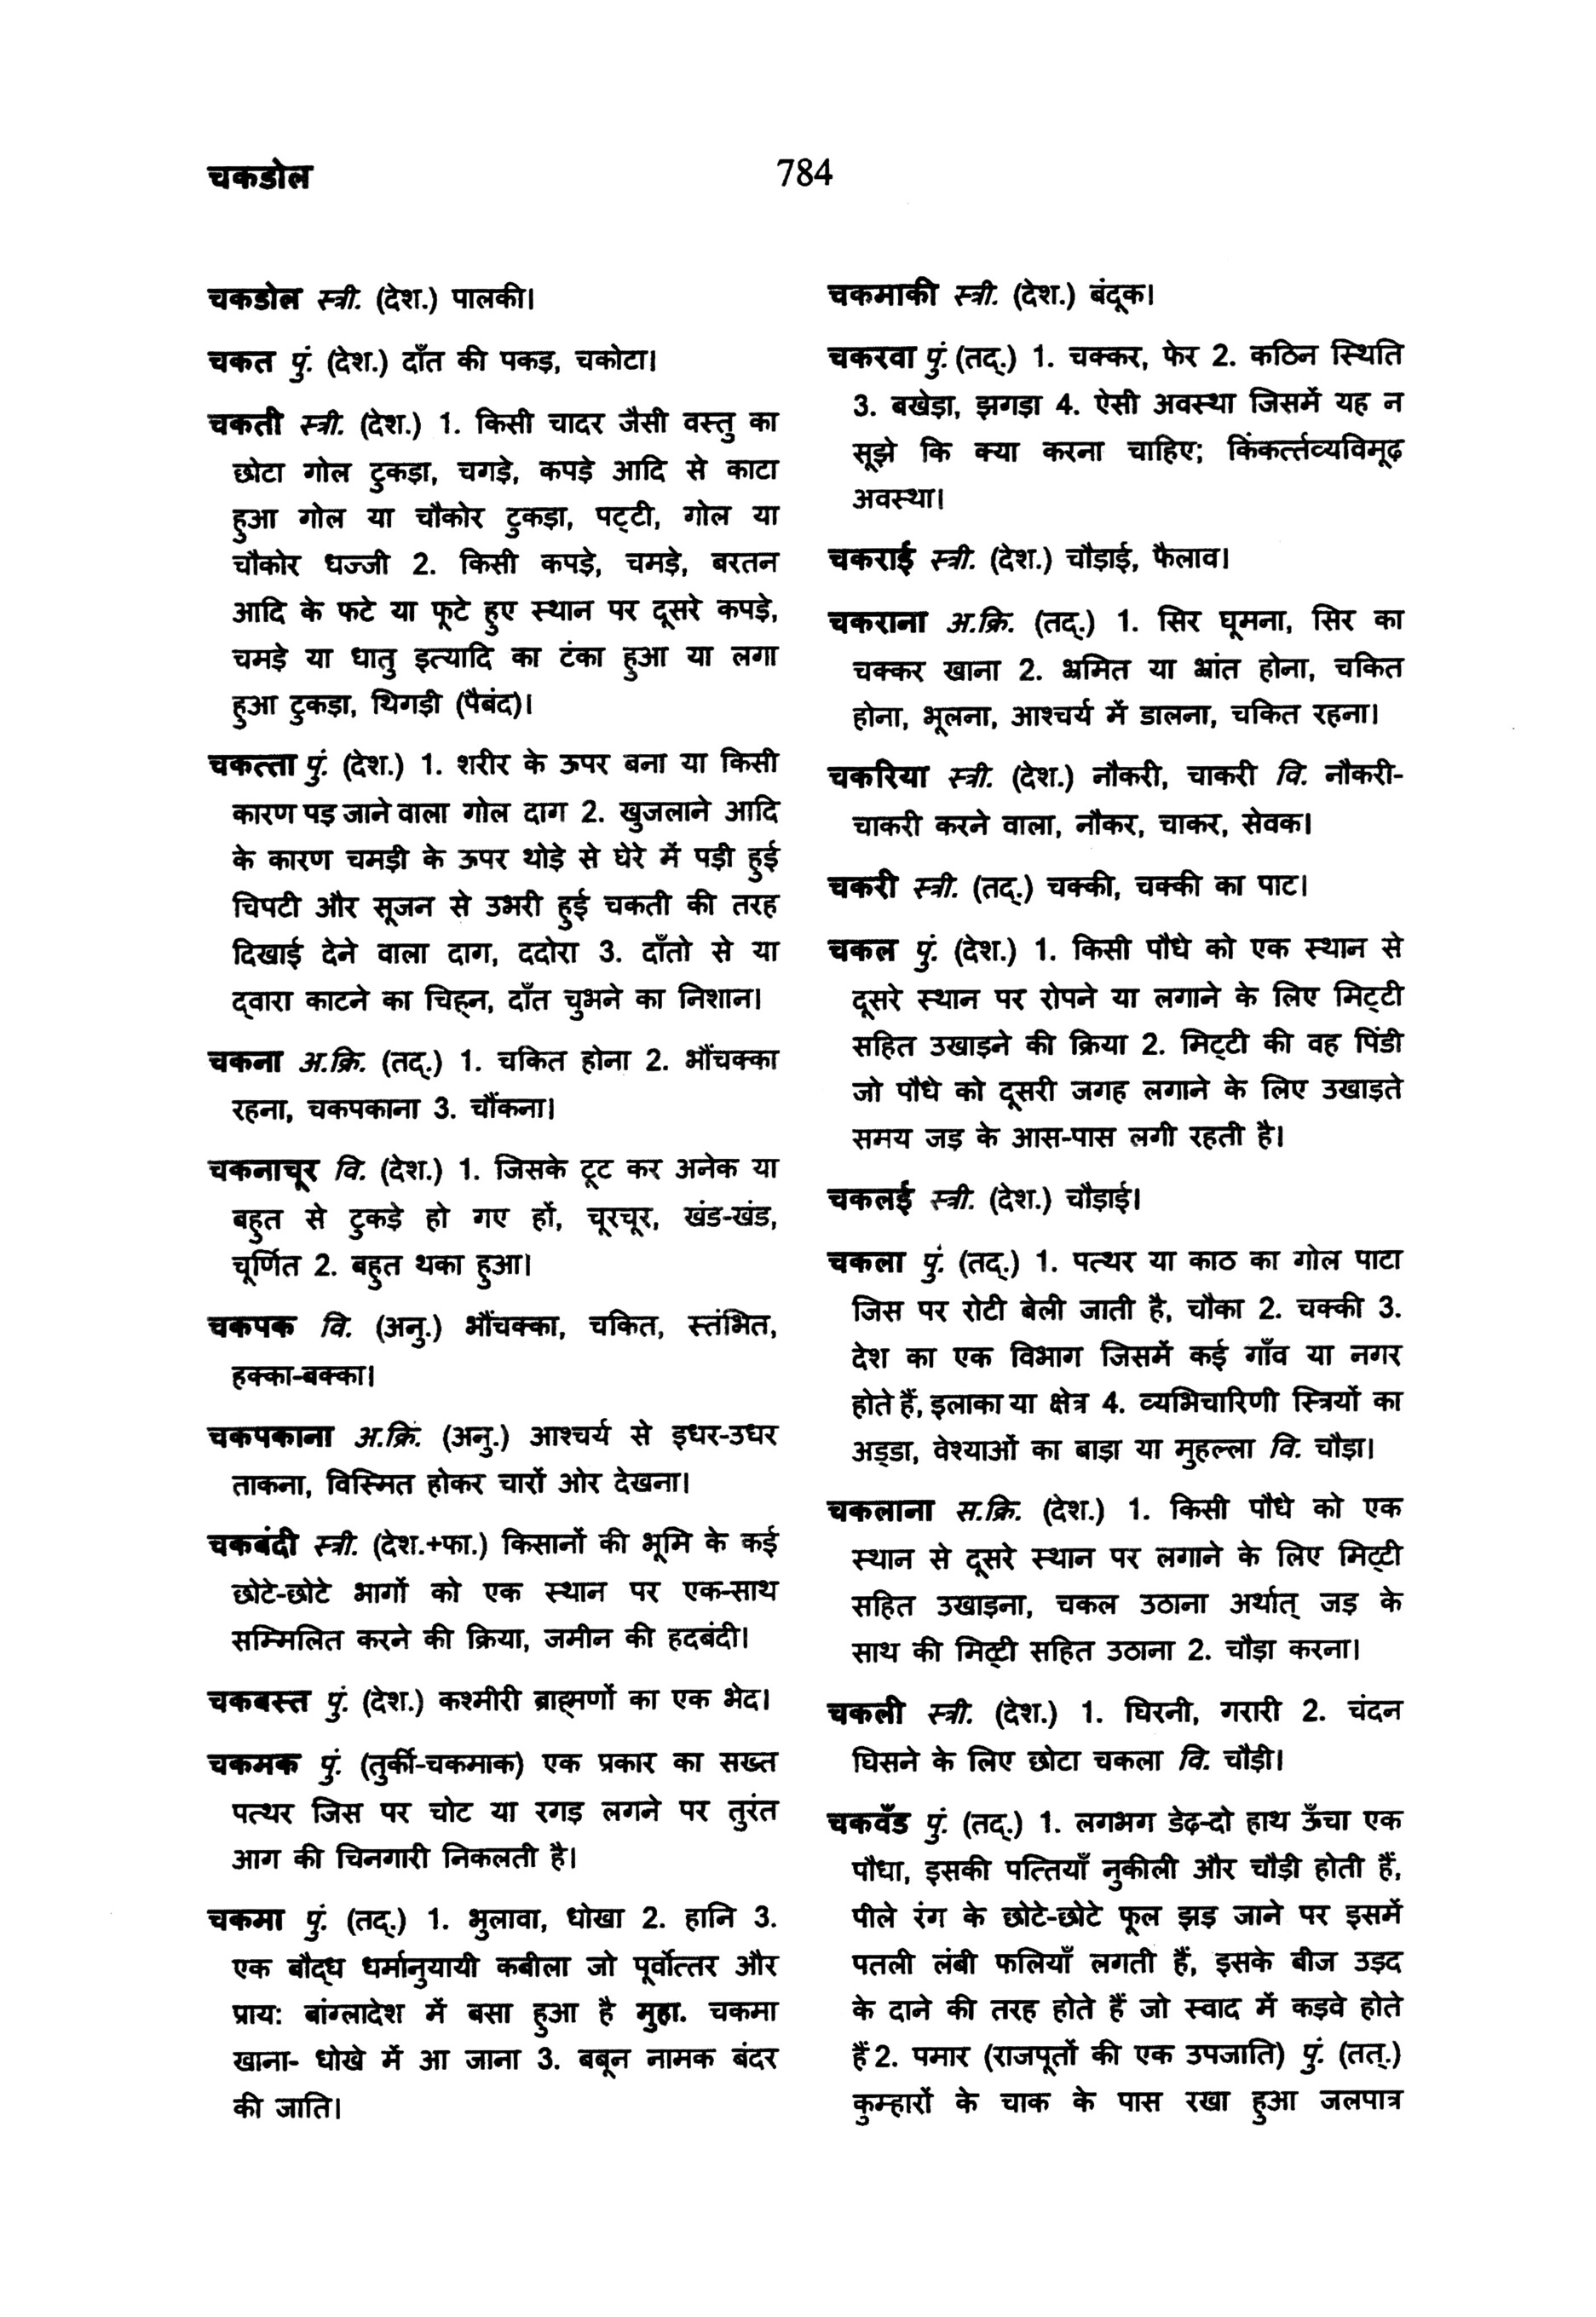 चकडोल
784
चकडोल स्त्री. (देश.) पालकी।
चकत पुं. (देश.) दाँत की पकड़, चकोटा।
चकती स्त्री. (देश.) 1. किसी चादर जैसी वस्तु का
छोटा गोल टुकड़ा, चगड़े, कपड़े आदि से काटा
हुआ गोल या चौकोर टुकड़ा, पट्टी, गोल या
चौकोर धज्जी 2. किसी कपड़े, चमड़े, बरतन
आदि के फटे या फूटे हुए स्थान पर दूसरे कपड़े,
चमड़े या धातु इत्यादि का टंका हुआ या लगा
हुआ टुकड़ा, थिगड़ी (पैबंद)।
चकत्ता पुं. (देश.) 1. शरीर के ऊपर बना या किसी
कारण पड़ जाने वाला गोल दाग 2. खुजलाने आदि
के कारण चमड़ी के ऊपर थोड़े से घेरे में पड़ी हुई
चिपटी और सूजन से उभरी हुई चकती की तरह
दिखाई देने वाला दाग, ददोरा 3. दाँतो से या
द्वारा काटने का चिह्न, दाँत चुभने का निशान।
चकना अ.क्रि. (तद्.) 1. चकित होना 2. भौंचक्का
रहना, चकपकाना 3. चौंकना।
चकनाचूर वि. (देश.) 1. जिसके टूट कर अनेक या
बहुत से टुकड़े हो गए हों, चूरचूर, खंड-खंड,
चूर्णित 2. बहुत थका हुआ।
चकपक वि. (अनु.) भौंचक्का, चकित, स्तंभित,
हक्का-बक्का।
चकपकाना अ.क्रि. (अनु.) आश्चर्य से इधर-उधर
ताकना, विस्मित होकर चारों ओर देखना।
चकबंदी स्त्री. (देश.+फा.) किसानों की भूमि के कई
छोटे-छोटे भागों को एक स्थान पर एक-साथ
सम्मिलित करने की क्रिया, जमीन की हदबंदी।
चकबस्त पुं. (देश.) कश्मीरी ब्राह्मणों का एक भेद।
चकमक पुं. (तुर्की-चकमाक) एक प्रकार का सख्त
पत्थर जिस पर चोट या रगड़ लगने पर तुरंत
आग की चिनगारी निकलती है।
चकमा पुं. (तद्.) 1. भुलावा, धोखा 2. हानि 3.
एक बौद्ध धर्मानुयायी कबीला जो पूर्वोत्तर और
प्राय: बांग्लादेश में बसा हुआ है मुहा. चकमा
खाना- धोखे में आ जाना 3. बबून नामक बंदर
की जाति।
चकमाकी स्त्री. (देश.) बंदूक।
चकरवा पुं. (तद्.) 1. चक्कर, फेर 2. कठिन स्थिति
3. बखेड़ा, झगड़ा 4. ऐसी अवस्था जिसमें यह न
सूझे कि क्या करना चाहिए; किंकर्त्तव्यविमूढ़
अवस्था।
चकराई स्त्री. (देश.) चौड़ाई, फैलाव।
चकराना अ.क्रि. (तद्.) 1. सिर घूमना, सिर का
चक्कर खाना 2. भ्रमित या भ्रांत होना, चकित
होना, भूलना, आश्चर्य में डालना, चकित रहना।
चकरिया स्त्री. (देश.) नौकरी, चाकरी वि. नौकरी-
चाकरी करने वाला, नौकर, चाकर, सेवक।
चकरी स्त्री. (तद्.) चक्की, चक्की का पाट।
चकल पुं. (देश.) 1. किसी पौधे को एक स्थान से
दूसरे स्थान पर रोपने या लगाने के लिए मिट्टी
सहित उखाड़ने की क्रिया 2. मिट्टी की वह पिंडी
जो पौधे को दूसरी जगह लगाने के लिए उखाड़ते
समय जड़ के आस-पास लगी रहती है।
चकलई स्त्री. (देश.) चौड़ाई।
चकला पुं. (तद्.) 1. पत्थर या काठ का गोल पाटा
जिस पर रोटी बेली जाती है, चौका 2. चक्की 3.
देश का एक विभाग जिसमें कई गाँव या नगर
होते हैं, इलाका या क्षेत्र 4. व्यभिचारिणी स्त्रियों का
अड्डा, वेश्याओं का बाड़ा या मुहल्ला वि. चौड़ा।
चकलाना स.क्रि. (देश.) 1. किसी पौधे को एक
स्थान से दूसरे स्थान पर लगाने के लिए मिट्टी
सहित उखाड़ना, चकल उठाना अर्थात् जड़ के
साथ की मिट्टी सहित उठाना 2. चौड़ा करना।
चकली स्त्री. (देश.) 1. घिरनी, गरारी 2. चंदन
घिसने के लिए छोटा चकला वि. चौड़ी।
चकवँड पुं. (तद्.) 1. लगभग डेढ़-दो हाथ ऊँचा एक
पौधा, इसकी पत्तियाँ नुकीली और चौड़ी होती हैं,
पीले रंग के छोटे-छोटे फूल झड़ जाने पर इसमें
पतली लंबी फलियाँ लगती हैं, इसके बीज उड़द
के दाने की तरह होते हैं जो स्वाद में कड़वे होते
हैं 2. पमार (राजपूतों की एक उपजाति) पुं. (तत्.)
कुम्हारों के चाक के पास रखा हुआ जलपात्र